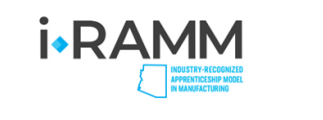 i RAMM
INDUSTRY-RECOGNIZED
APPRENTICESHIP MODEL
IN MANUFACTURING